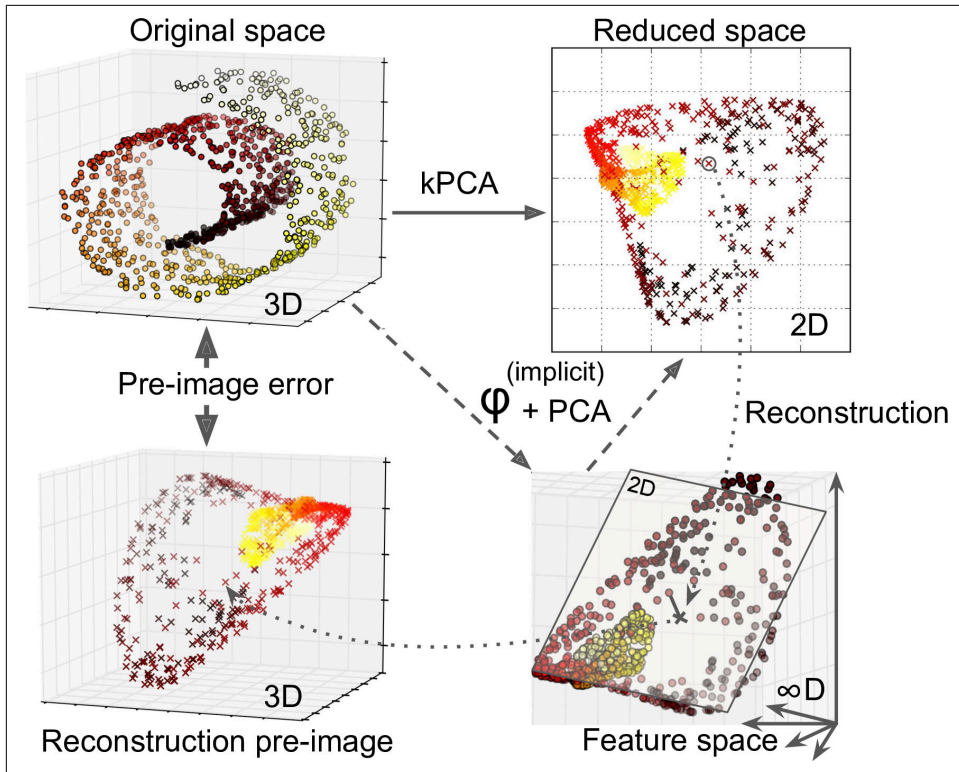 Original space
Reduced space
3D
kPCA
2D
Pre-image error
φ (implicit)
+ PCA
Reconstruction
2D
3D
∞D
Reconstruction pre-image
Feature space